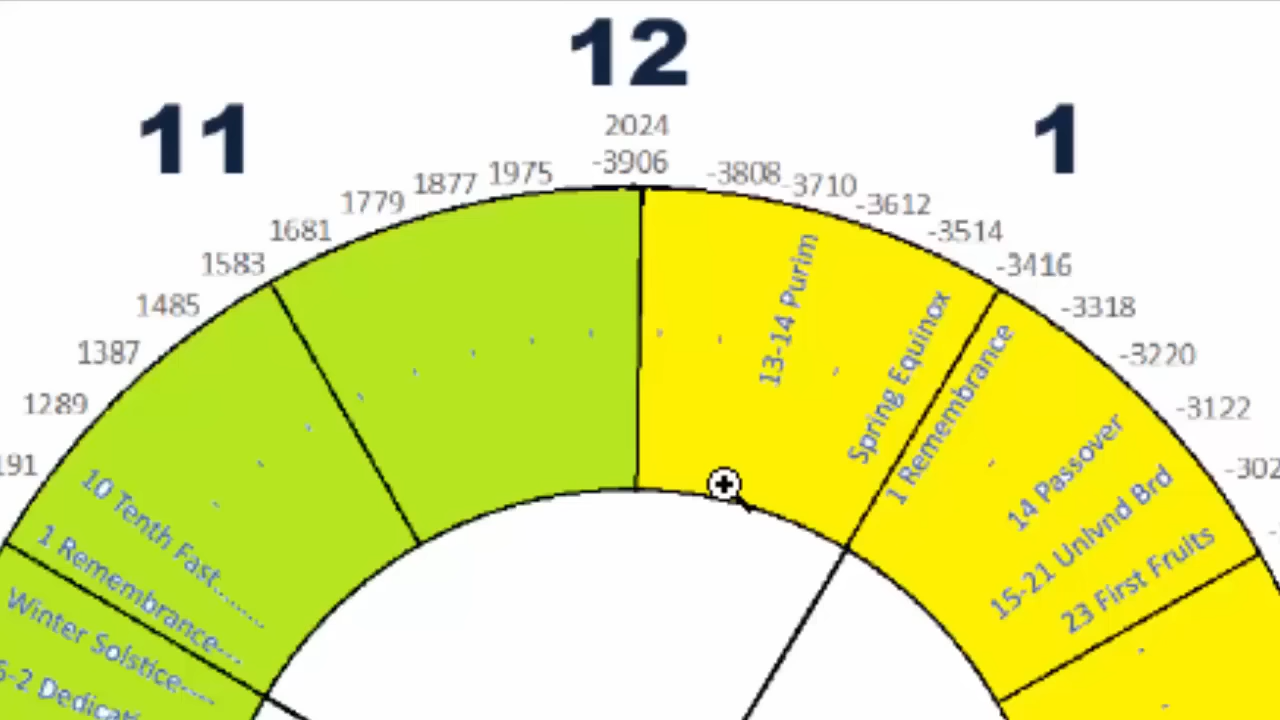 12
11
1
2024
-3906
1975
1877
1779
1681
1583
1485
1387
1289
191
-3808
-3710
-3612
-3514
-3416
-3318
-3220
-3122
-302
13-14 Purim
Spring Equinox
1 Remembrance
14 Passover
15-21 Unlvnd Brd
23 First Fruits
10 Tenth Fast......
1 Remembrance---
Winter Solstice----